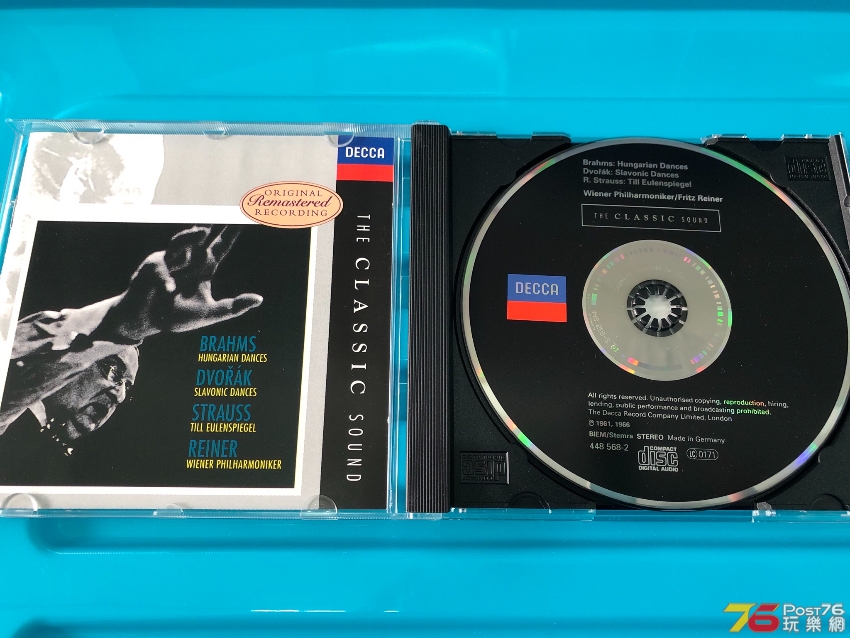 DECCA
ORIGINAL
Remastered
RECORDING
THE CLASSIC SOUND
BRAHMS
HUNGARIAN DANCES
DVOŘÁK
SLAVONIC DANCES
STRAUSS
TILL EULENSPIEGEL
REINER
WIENER PHILHARMONIKER
Brahms: Hungarian Dances
Dvořák: Slavonic Dances
R. Strauss: Till Eulenspiegel
Wiener Philharmoniker/Fritz Reiner
THE CLASSIC SOUND
DECCA
All rights reserved. Unauthorised copying, reproduction, hiring,
lending, public performance and broadcasting prohibited.
The Decca Record Company Limited, London
℗ 1961, 1966
BIEM/Stemra STEREO Made in Germany
448 568-2
COMPACT
disc
DIGITAL AUDIO
LC 0171
76 POST76
玩樂網